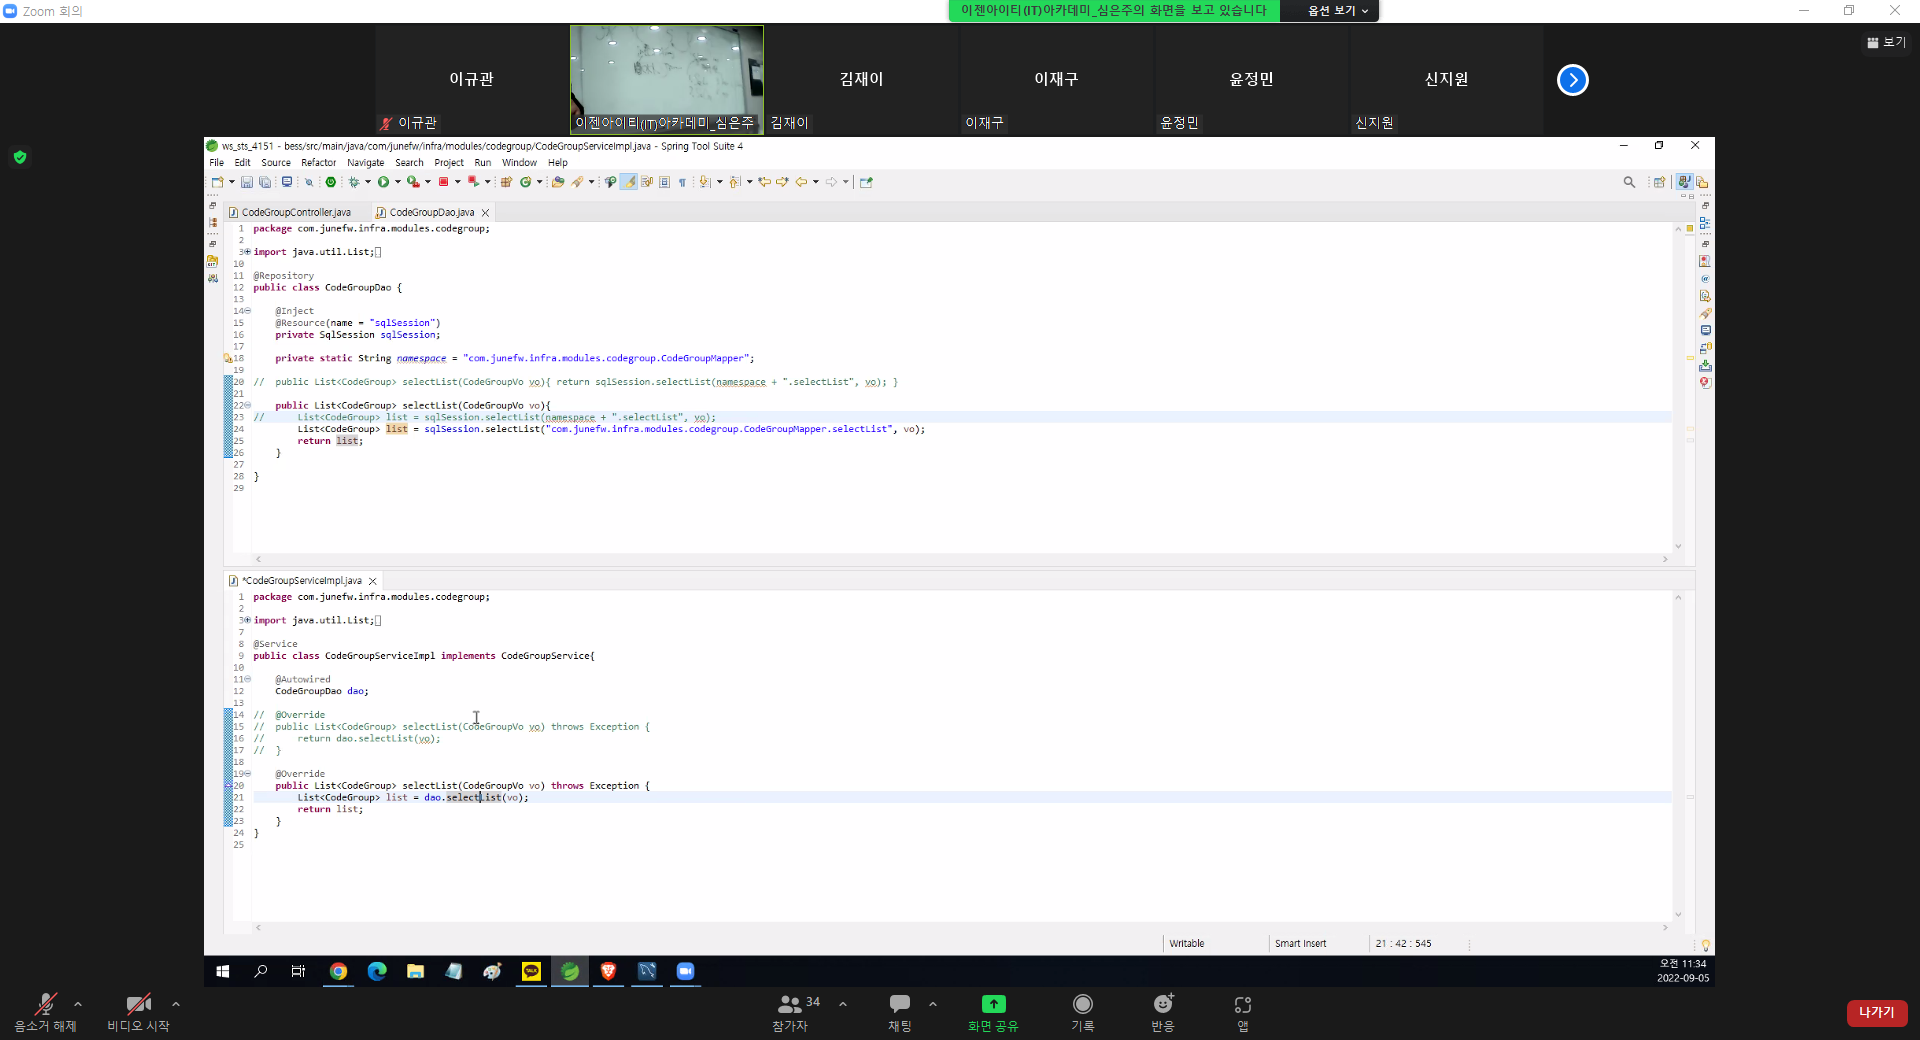 Zoom 회의
이젠아이티(IT)아카데미_심은주의 화면을 보고 있습니다
옵션 보기
보기
이규관
김재이
이재구
윤정민
신지원
이규관
이젠아이티(IT)아카데미_심은주
김재이
이재구
윤정민
신지원
ws_sts_4151 - bess/src/main/java/com/junefw/infra/modules/codegroup/CodeGroupServiceImpl.java - Spring Tool Suite 4
File Edit Source Refactor Navigate Search Project Run Window Help
CodeGroupController.java
CodeGroupDao.java
1 package com.junefw.infra.modules.codegroup;
2
3 import java.util.List;
10
11 @Repository
12 public class CodeGroupDao {
13
14 @Inject
15 @Resource(name = "sqlSession")
16 private SqlSession sqlSession;
17
18 private static String namespace = "com.junefw.infra.modules.codegroup.CodeGroupMapper";
19
20 // public List<CodeGroup> selectList(CodeGroupVo vo){ return sqlSession.selectList(namespace + ".selectList", vo); }
21
22 public List<CodeGroup> selectList(CodeGroupVo vo){
23 // List<CodeGroup> list = sqlSession.selectList(namespace + ".selectList", vo);
24 List<CodeGroup> list = sqlSession.selectList("com.junefw.infra.modules.codegroup.CodeGroupMapper.selectList", vo);
25 return list;
26 }
27
28 }
29
*CodeGroupServiceImpl.java
1 package com.junefw.infra.modules.codegroup;
2
3 import java.util.List;
7
8 @Service
9 public class CodeGroupServiceImpl implements CodeGroupService{
10
11 @Autowired
12 CodeGroupDao dao;
13
14 // @Override
15 // public List<CodeGroup> selectList(CodeGroupVo vo) throws Exception {
16 // return dao.selectList(vo);
17 // }
18
19 @Override
20 public List<CodeGroup> selectList(CodeGroupVo vo) throws Exception {
21 List<CodeGroup> list = dao.selectList(vo);
22 return list;
23 }
24 }
25
Writable
Smart Insert
21 : 42 : 545
TALK
오전 11:34
2022-09-05
음소거 해제
비디오 시작
34
참가자
채팅
화면 공유
기록
반응
앱
나가기